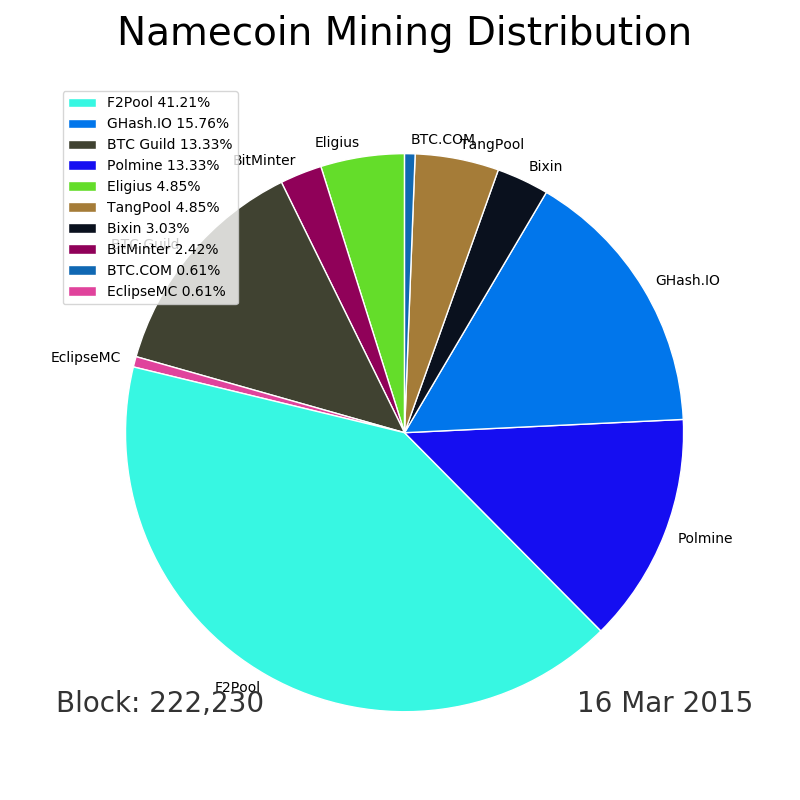 Namecoin Mining Distribution
F2Pool 41.21%
GHash.IO 15.76%
BTC Guild 13.33%
Polmine 13.33%
Eligius 4.85%
TangPool 4.85%
Bixin 3.03%
BitMinter 2.42%
BTC.COM 0.61%
EclipseMC 0.61%
BTC.COM
TangPool
Eligius
BitMinter
Bixin
BTC Guild
GHash.IO
EclipseMC
Polmine
F2Pool
Block: 222,230
16 Mar 2015